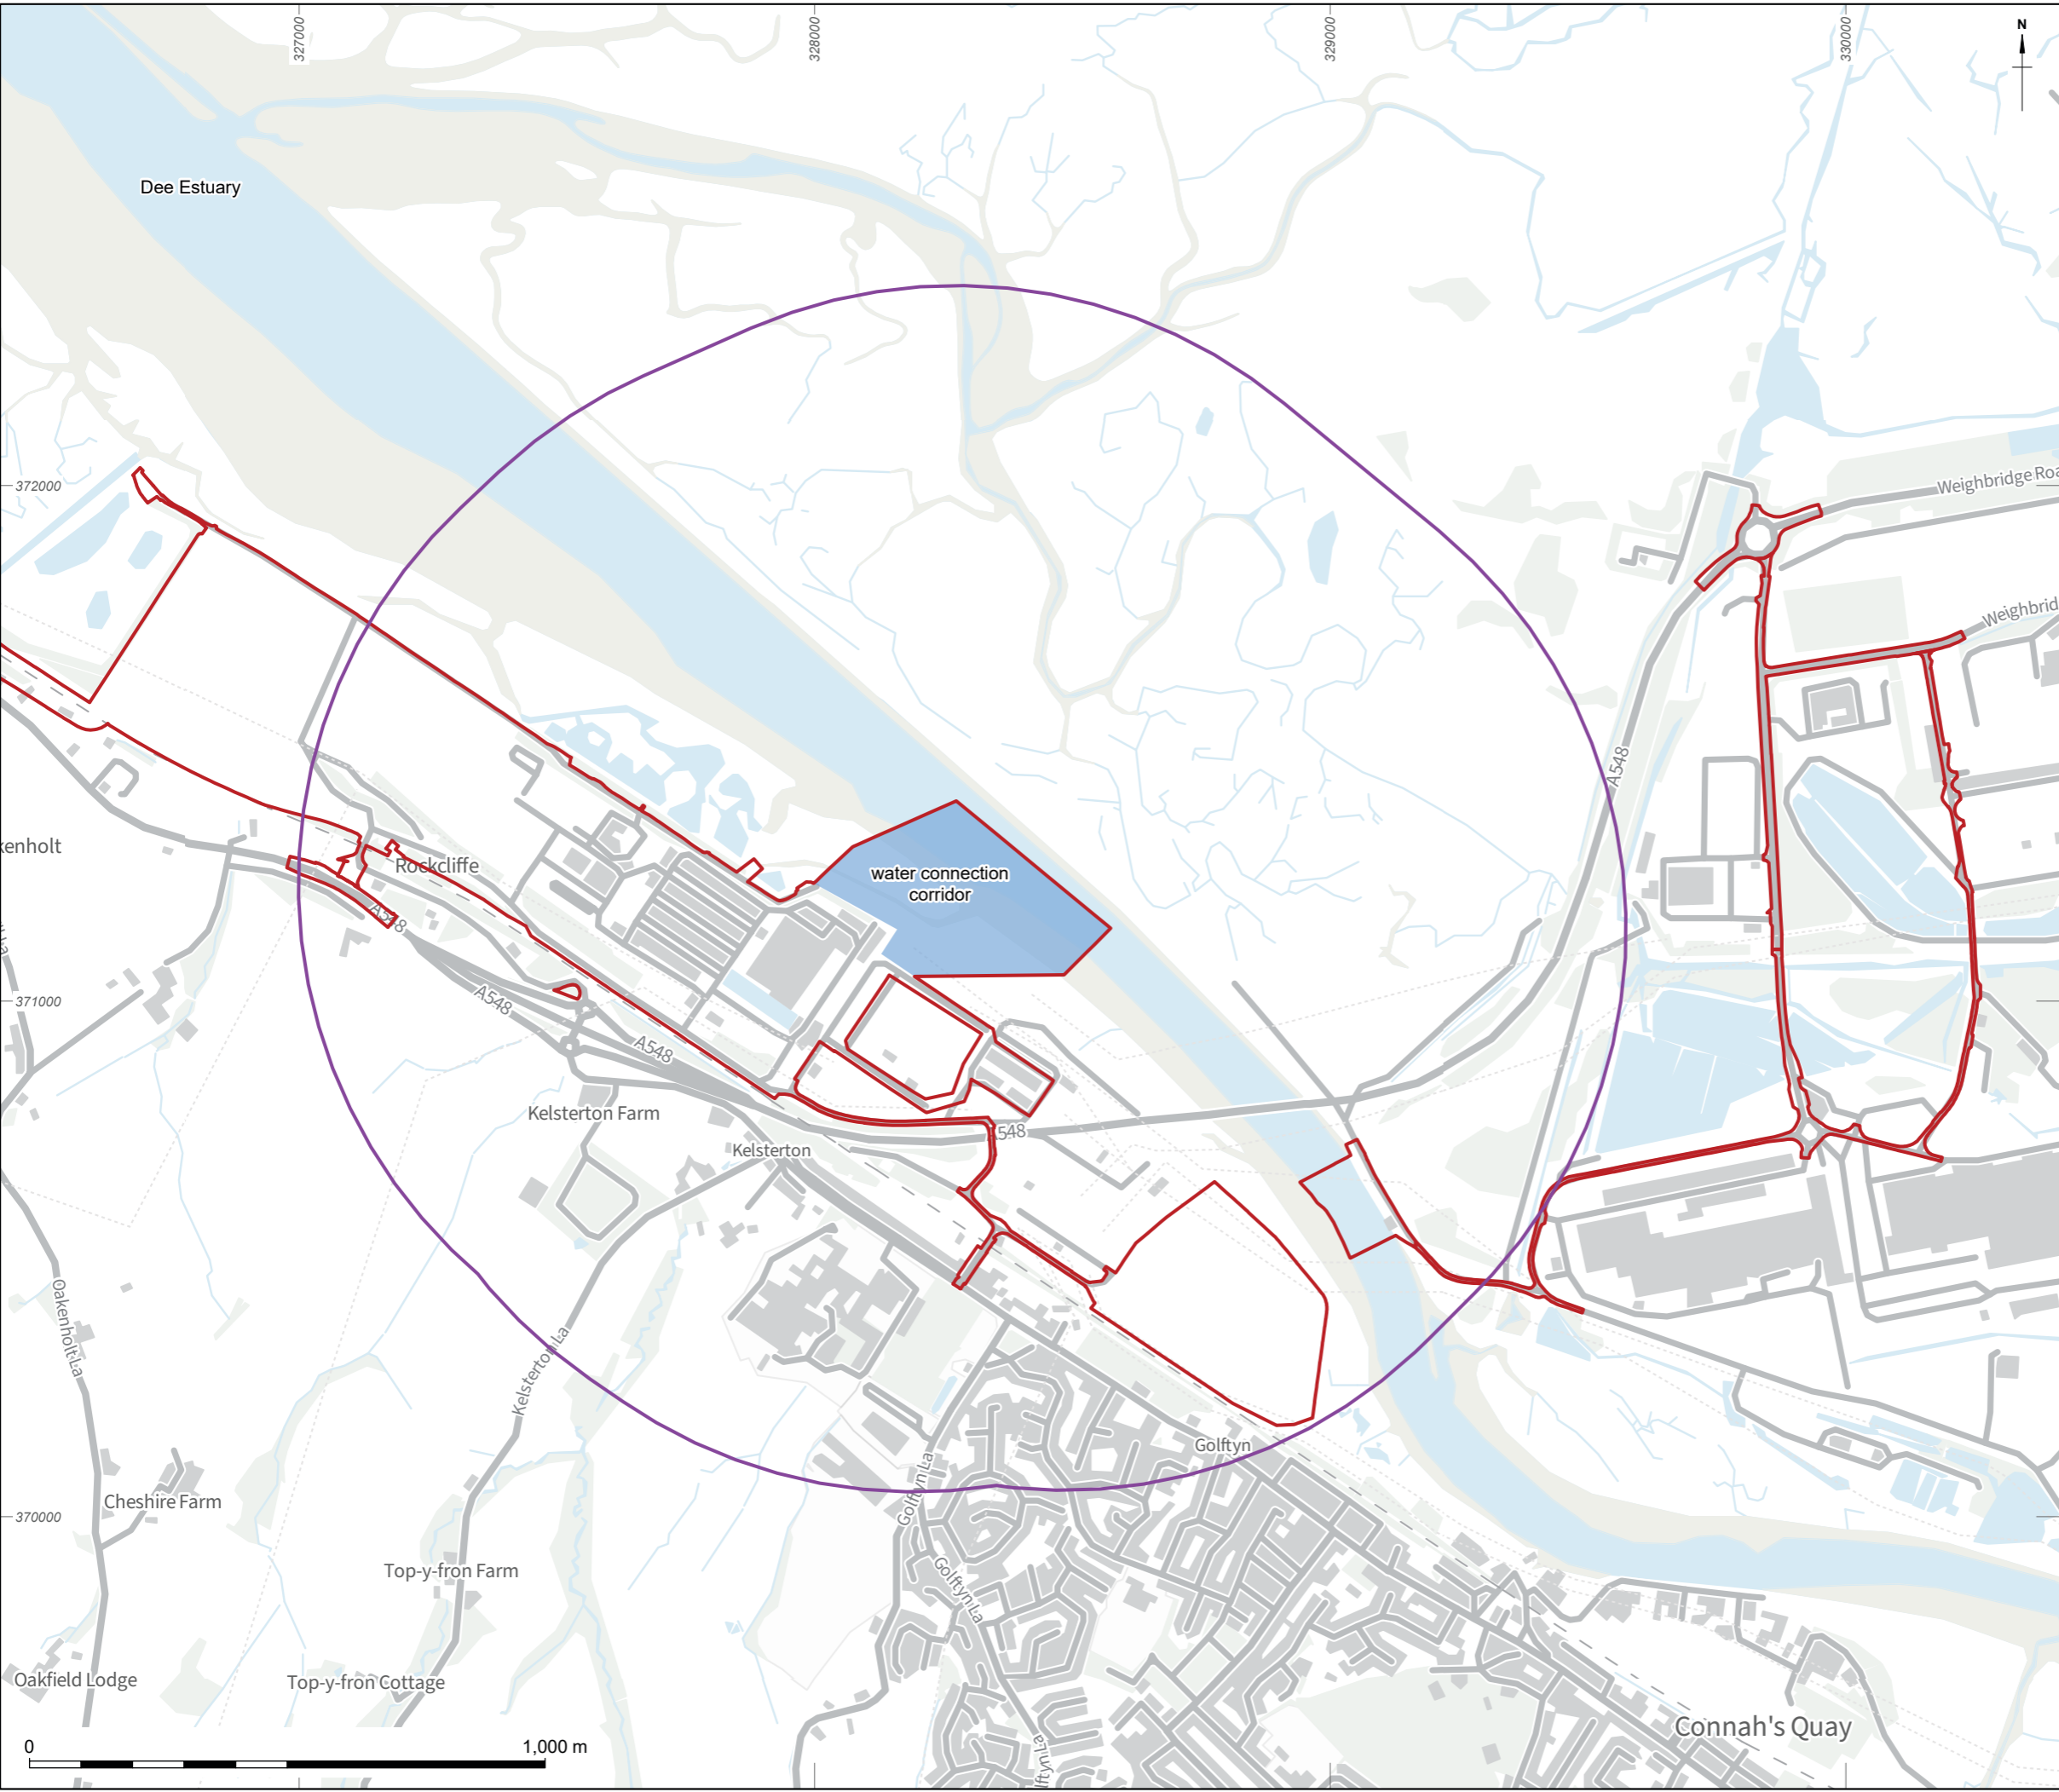 327000
328000
329000
330000
N
Dee Estuary
372000
Weighbridge Roa
Weighbrid
A548
kenholt
Rockcliffe
water connection
corridor
A548
A548
371000
A548
Kelsterton Farm
A548
Kelsterton
Oakenholt La
Kelsterton La
Golftyn
Golftyn La
Cheshire Farm
370000
Top-y-fron Farm
Golftyn La
Oakfield Lodge
Top-y-fron Cottage
Connah's Quay
lftyn La
0
1,000 m